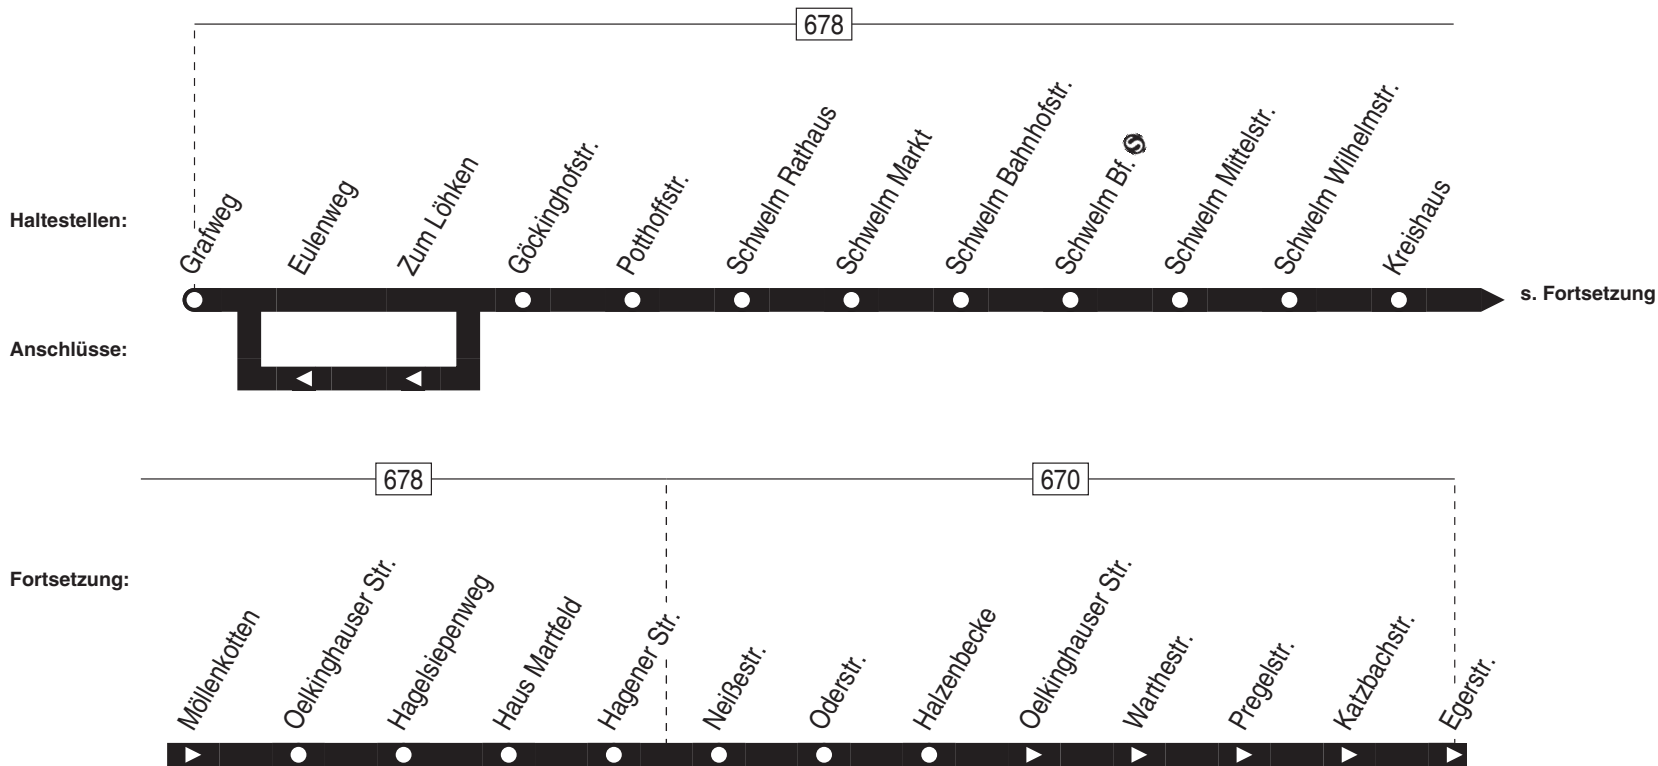 678
Haltestellen:
Grafweg
Eulenweg
Zum Löhken
Göckinghofstr.
Potthoffstr.
Schwelm Rathaus
Schwelm Markt
Schwelm Bahnhofstr.
Schwelm Bf. S
Schwelm Mittelstr.
Schwelm Wilhelmstr.
Kreishaus
s. Fortsetzung
Anschlüsse:
678
670
Fortsetzung:
Möllenkotten
Oelkinghauser Str.
Hagelsiepenweg
Haus Martfeld
Hagener Str.
Neißestr.
Oderstr.
Halzenbecke
Oelkinghauser Str.
Warthestr.
Pregelstr.
Katzbachstr.
Egerstr.